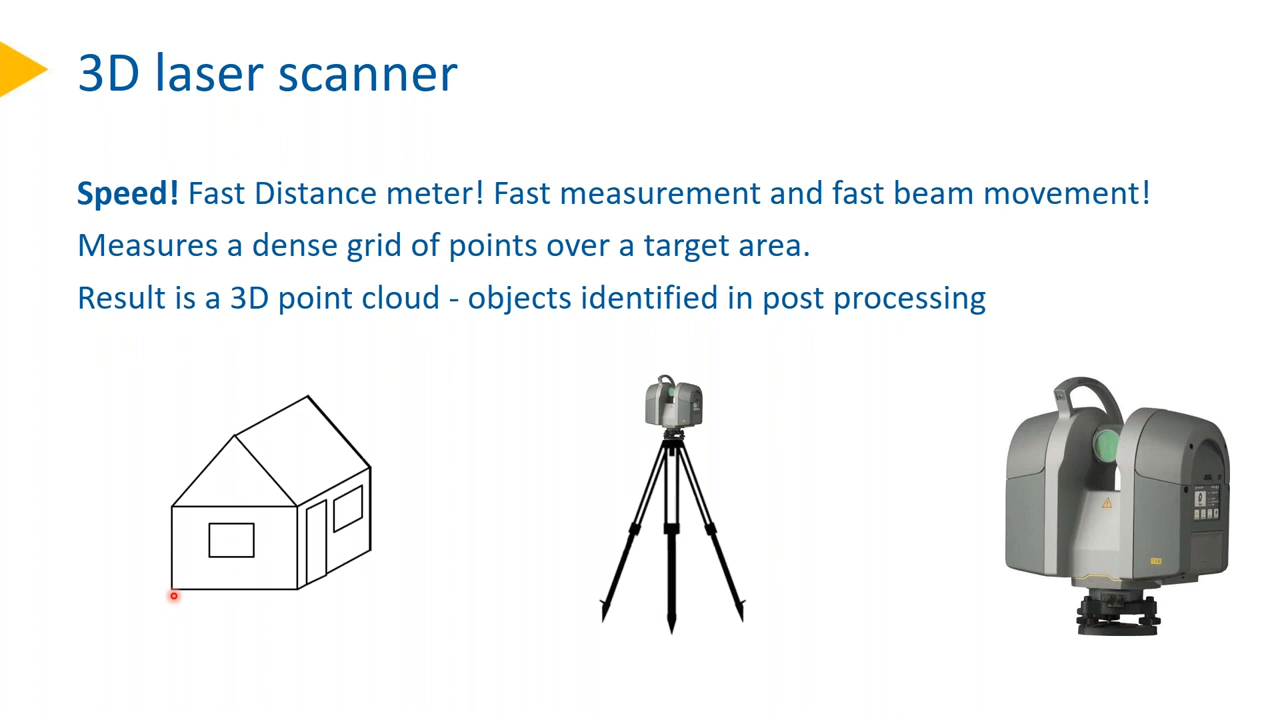 3D laser scanner
Speed! Fast Distance meter! Fast measurement and fast beam movement!
Measures a dense grid of points over a target area.
Result is a 3D point cloud - objects identified in post processing